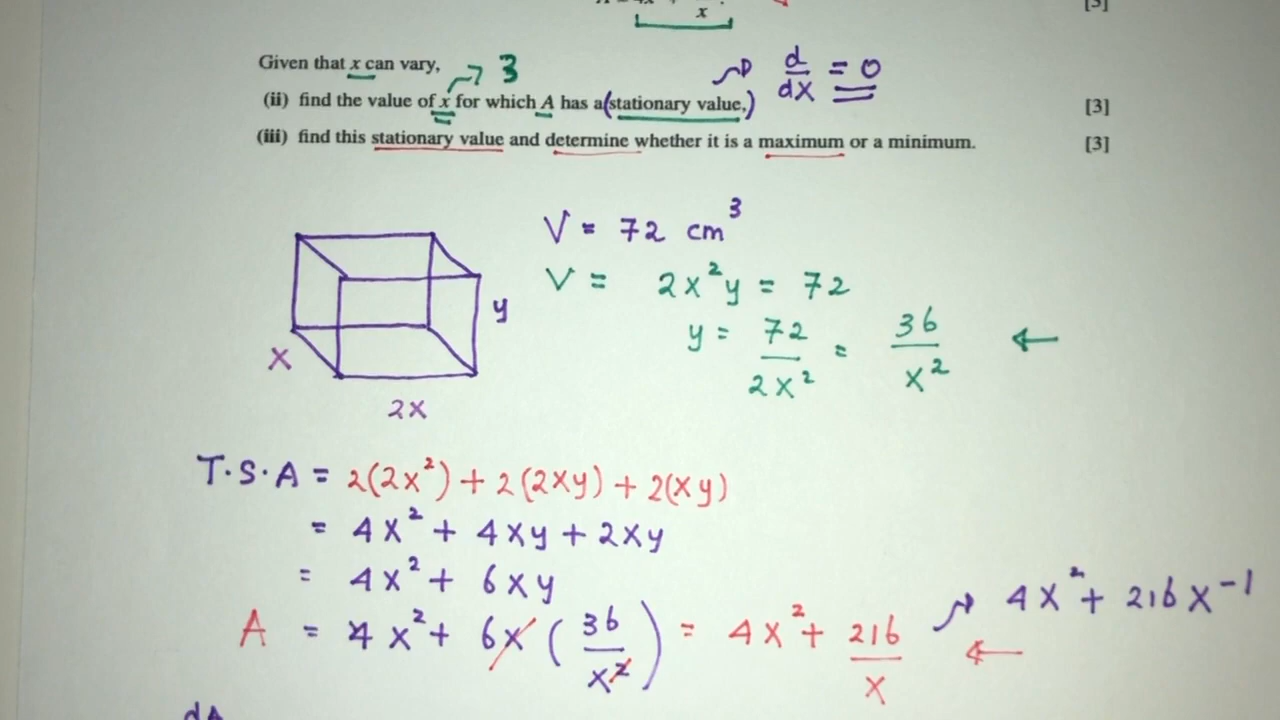 x
[3]
Given that x can vary, → 3
(ii) find the value of x for which A has a (stationary value,) → d/dx = 0 [3]
(iii) find this stationary value and determine whether it is a maximum or a minimum. [3]
V = 72 cm³
V = 2x²y = 72
y = 72/2x² = 36/x² ←
y
x
2x
T.S.A = 2(2x²) + 2(2xy) + 2(xy)
= 4x² + 4xy + 2xy
= 4x² + 6xy
A = 4x² + 6x (36/x²) = 4x² + 216/x → 4x² + 216x⁻¹
←
dA